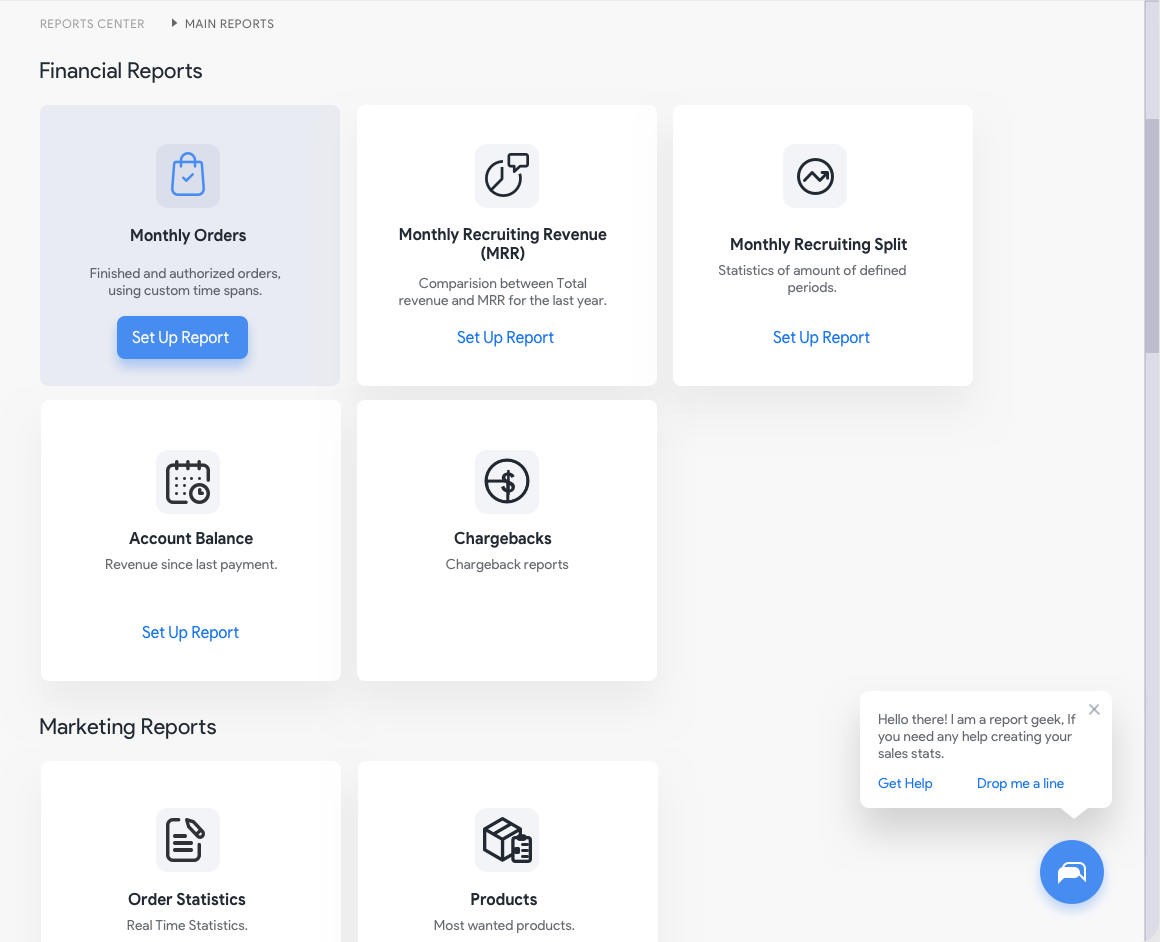 REPORTS CENTER
MAIN REPORTS
Financial Reports
Monthly Orders
Finished and authorized orders,
using custom time spans.
Set Up Report
Monthly Recruiting Revenue
(MRR)
Comparision between Total
revenue and MRR for the last year.
Set Up Report
Monthly Recruiting Split
Statistics of amount of defined
periods.
Set Up Report
Account Balance
Revenue since last payment.
Set Up Report
Chargebacks
Chargeback reports
Marketing Reports
Order Statistics
Real Time Statistics.
Products
Most wanted products.
Hello there! I am a report geek, If
you need any help creating your
sales stats.
Get Help
Drop me a line